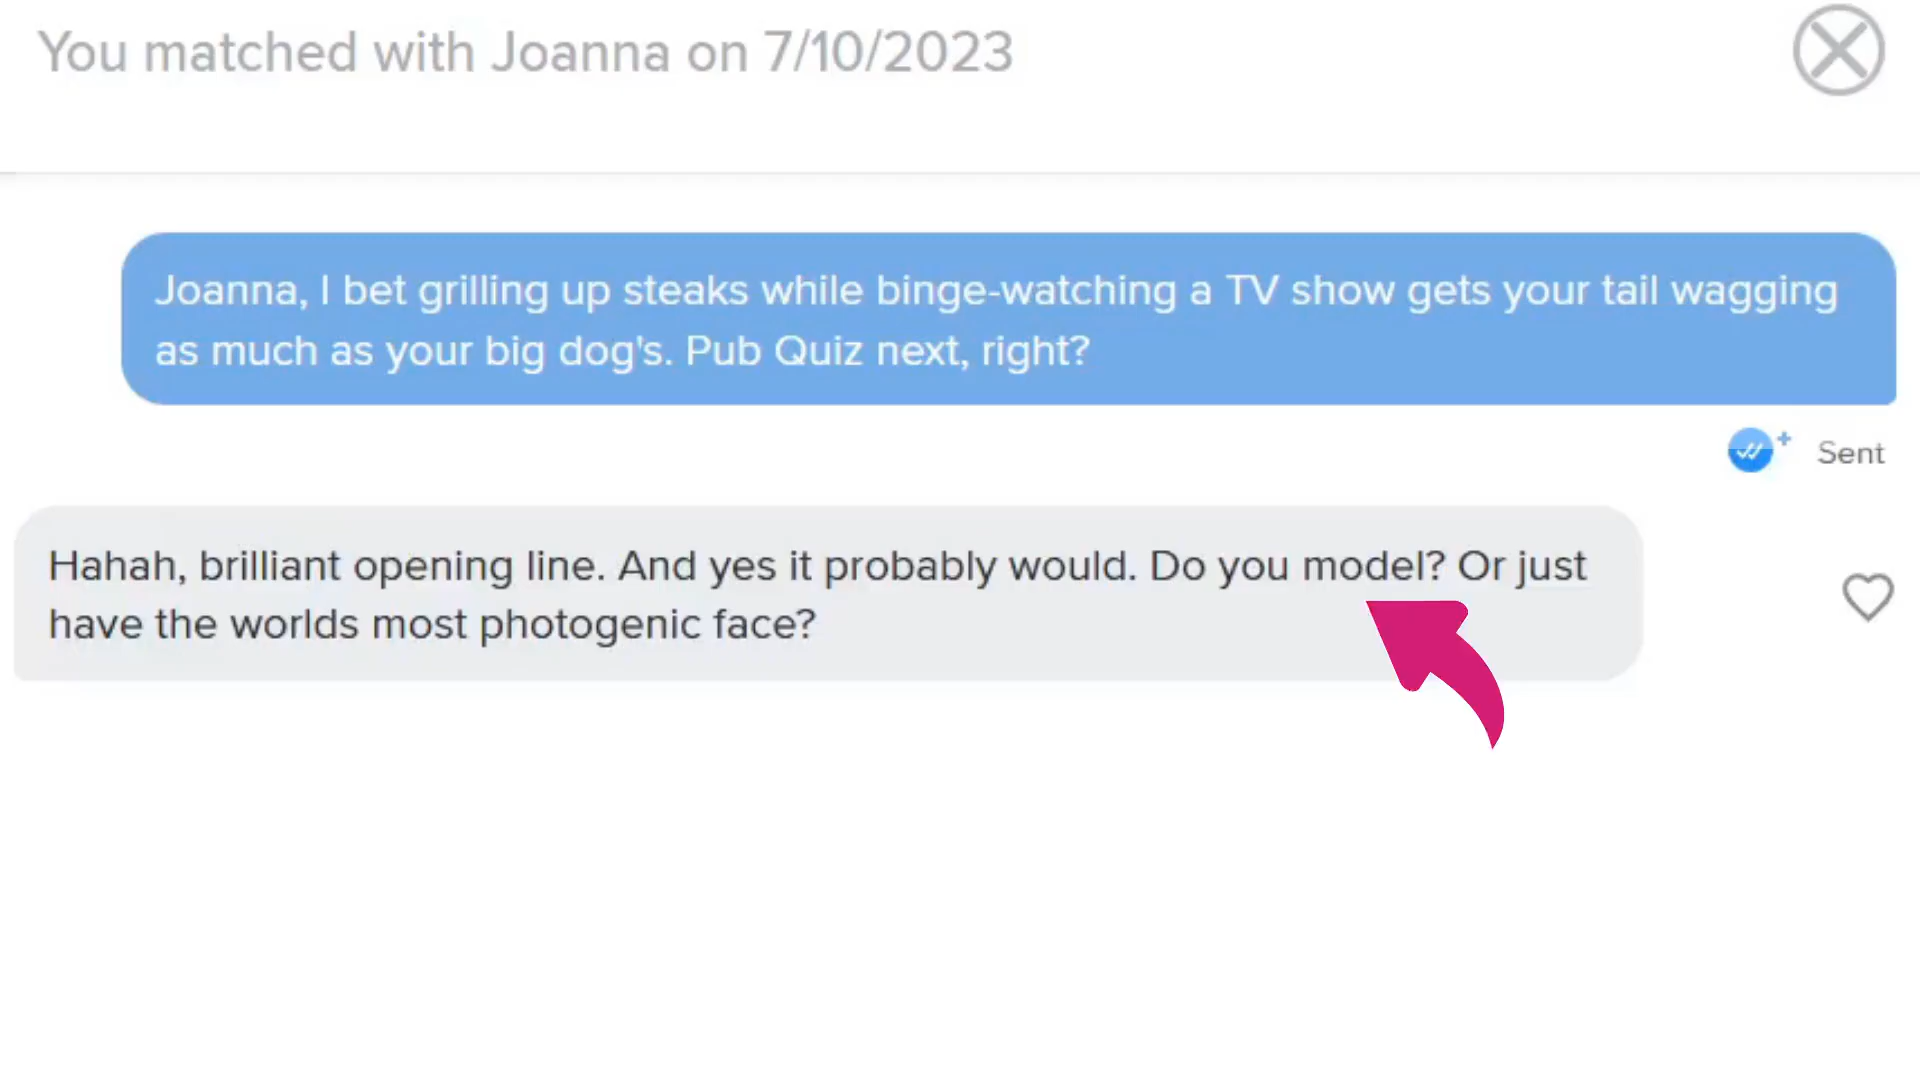 You matched with Joanna on 7/10/2023
Joanna, I bet grilling up steaks while binge-watching a TV show gets your tail wagging
as much as your big dog's. Pub Quiz next, right?
Sent
Hahah, brilliant opening line. And yes it probably would. Do you model? Or just
have the worlds most photogenic face?